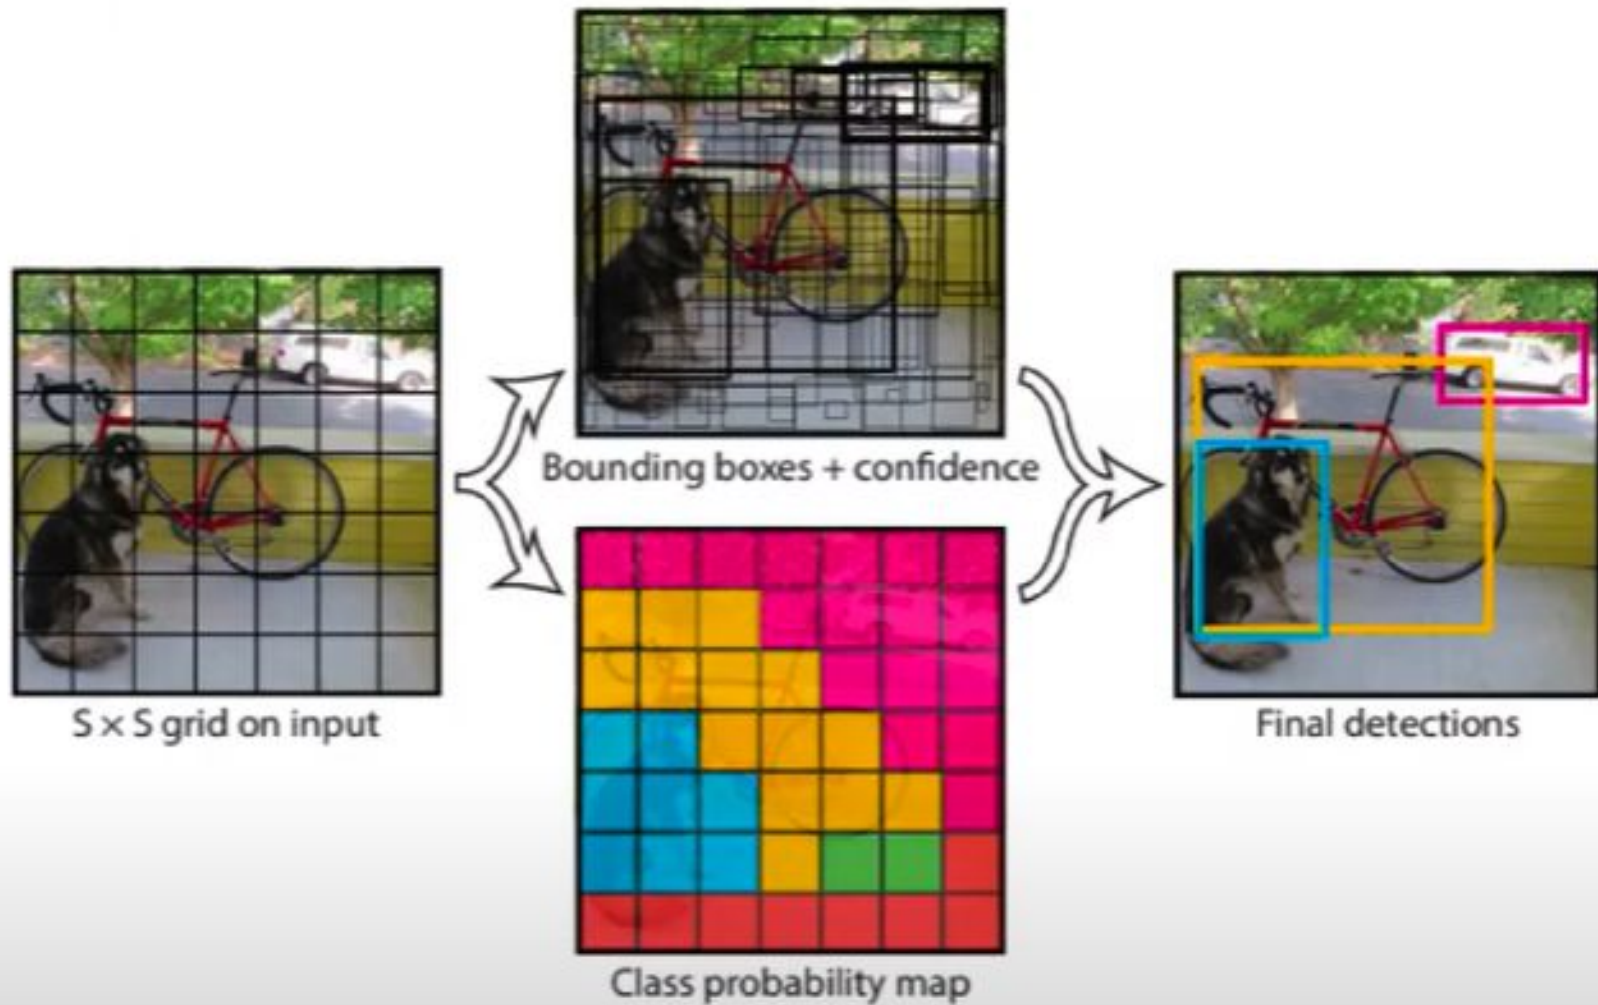 S × S grid on input
Bounding boxes + confidence
Class probability map
Final detections